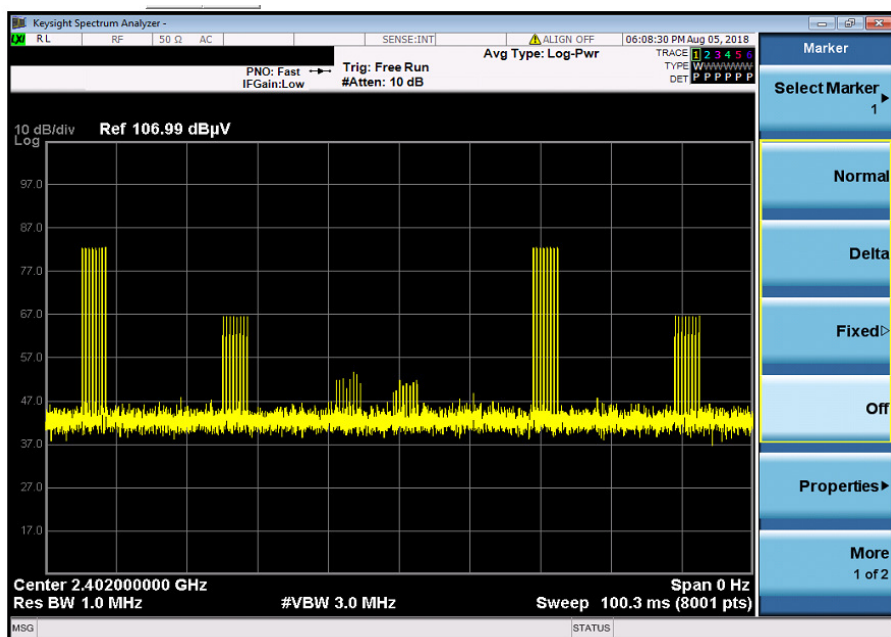 Keysight Spectrum Analyzer -
LXI RL RF 50 Ω AC SENSE:INT ALIGN OFF 06:08:30 PM Aug 05, 2018
Avg Type: Log-Pwr
TRACE 1 2 3 4 5 6
TYPE WWWWWW
DET P P P P P P
PNO: Fast
IFGain:Low
Trig: Free Run
#Atten: 10 dB
10 dB/div Ref 106.99 dBµV
Log
97.0
87.0
77.0
67.0
57.0
47.0
37.0
27.0
17.0
Center 2.402000000 GHz Span 0 Hz
Res BW 1.0 MHz #VBW 3.0 MHz Sweep 100.3 ms (8001 pts)
MSG STATUS
Marker
Select Marker
1
Normal
Delta
Fixed
Off
Properties
More
1 of 2